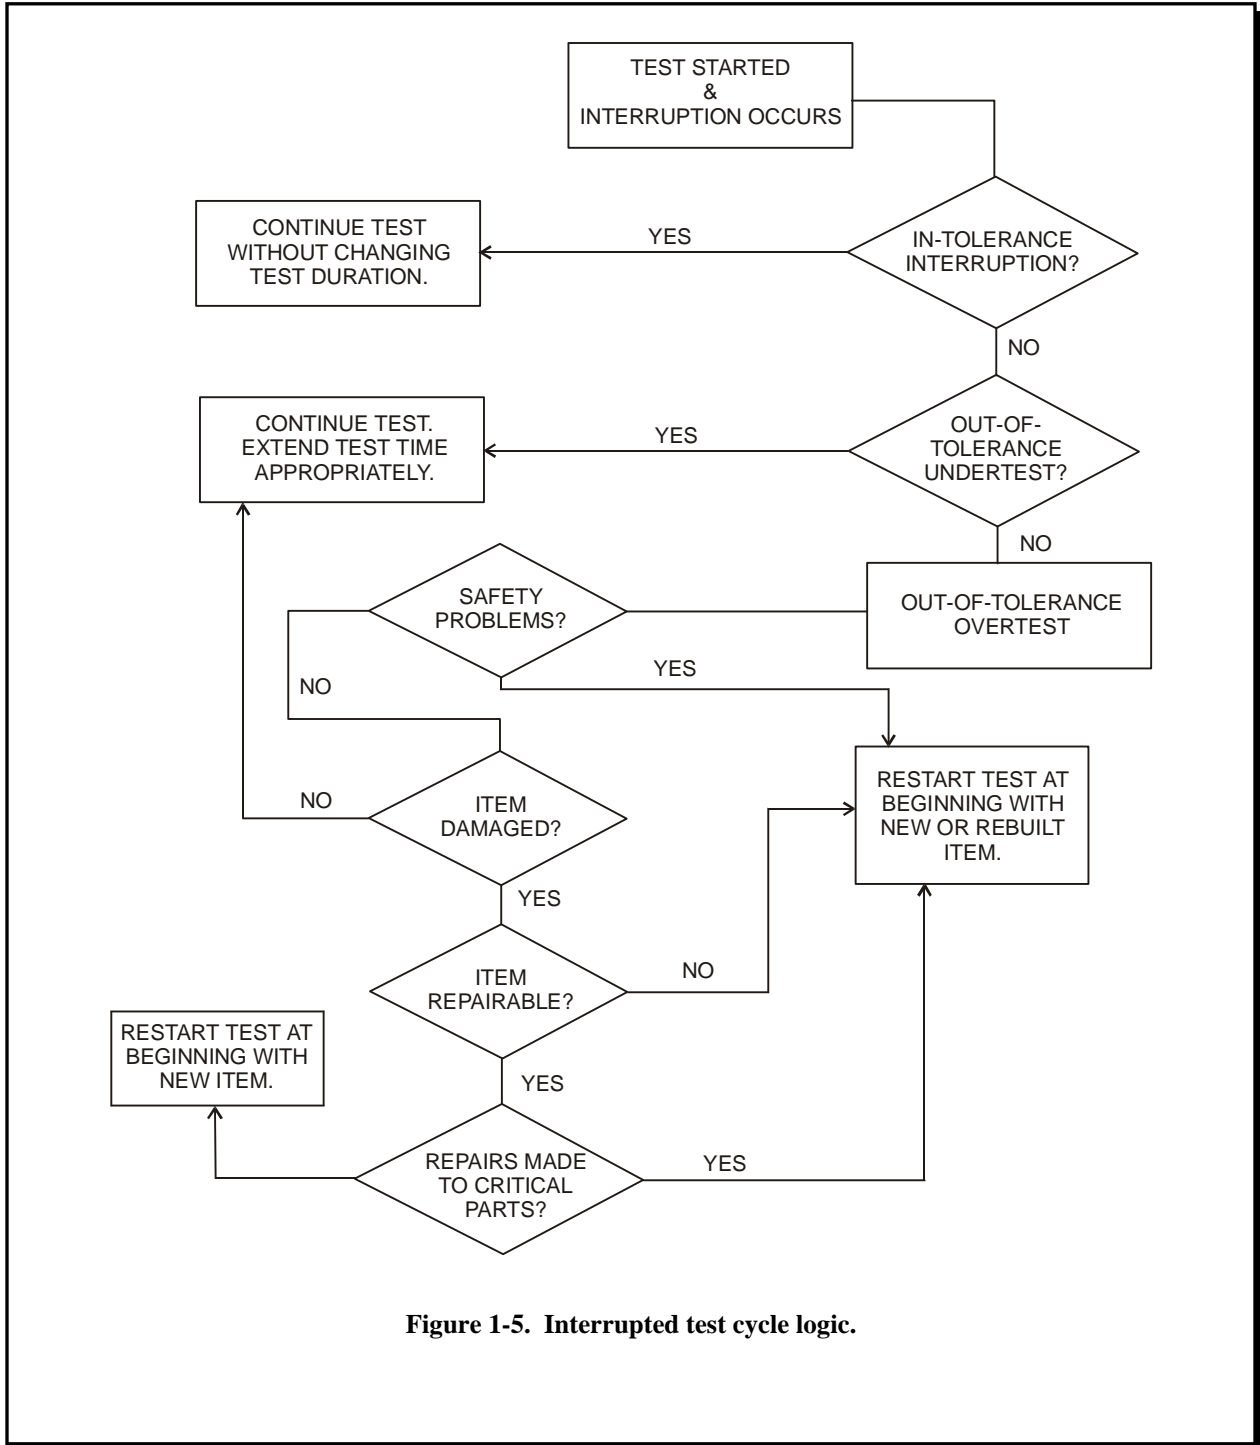 TEST STARTED
&
INTERRUPTION OCCURS
IN-TOLERANCE
INTERRUPTION?
YES
CONTINUE TEST
WITHOUT CHANGING
TEST DURATION.
NO
OUT-OF-
TOLERANCE
UNDERTEST?
YES
CONTINUE TEST.
EXTEND TEST TIME
APPROPRIATELY.
NO
OUT-OF-TOLERANCE
OVERTEST
SAFETY
PROBLEMS?
YES
NO
RESTART TEST AT
BEGINNING WITH
NEW OR REBUILT
ITEM.
ITEM
DAMAGED?
NO
YES
ITEM
REPAIRABLE?
NO
YES
RESTART TEST AT
BEGINNING WITH
NEW ITEM.
REPAIRS MADE
TO CRITICAL
PARTS?
YES
Figure 1-5. Interrupted test cycle logic.